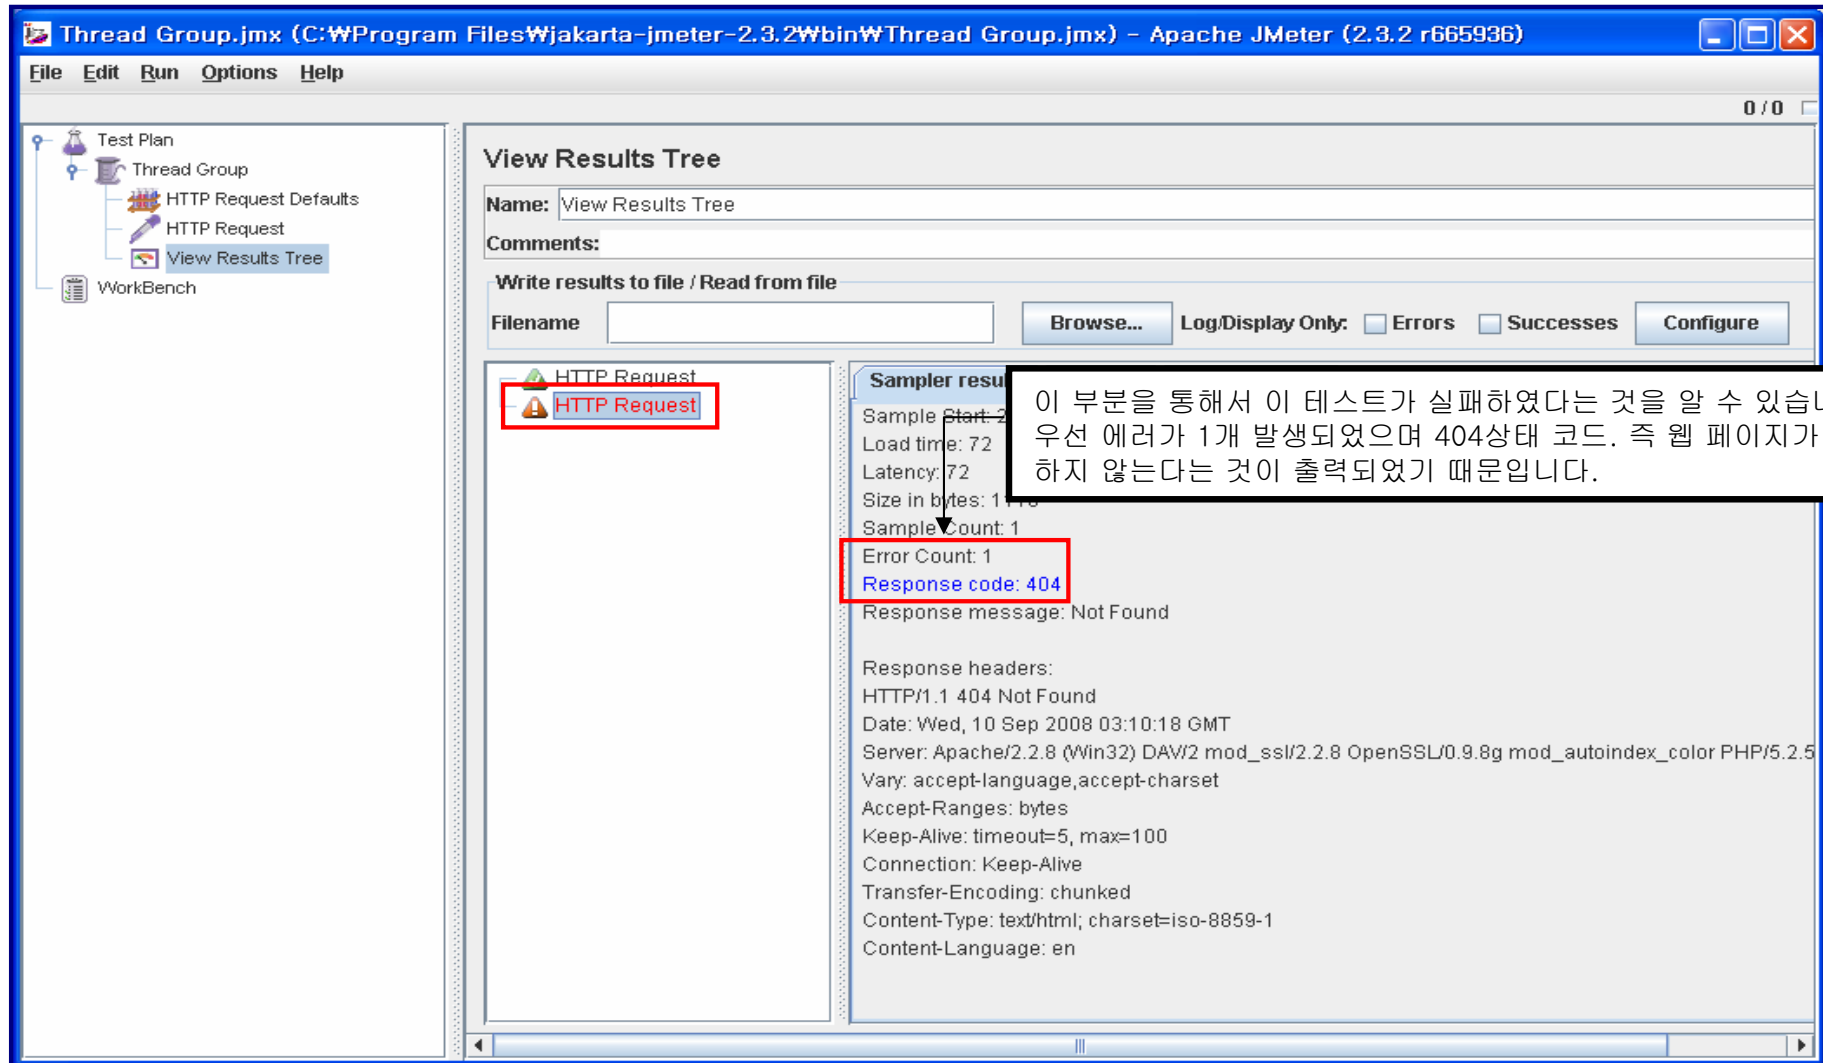 Thread Group.jmx (C:₩Program Files₩jakarta-jmeter-2.3.2₩bin₩Thread Group.jmx) - Apache JMeter (2.3.2 r665936)
File Edit Run Options Help
0 / 0
Test Plan
Thread Group
HTTP Request Defaults
HTTP Request
View Results Tree
WorkBench
View Results Tree
Name: View Results Tree
Comments:
Write results to file / Read from file
Filename Browse... Log/Display Only: Errors Successes Configure
HTTP Request
HTTP Request
Sampler resul
이 부분을 통해서 이 테스트가 실패하였다는 것을 알 수 있습니
우선 에러가 1개 발생되었으며 404상태 코드. 즉 웹 페이지가
하지 않는다는 것이 출력되었기 때문입니다.
Sample Start: 2
Load time: 72
Latency: 72
Size in bytes:
Sample Count: 1
Error Count: 1
Response code: 404
Response message: Not Found
Response headers:
HTTP/1.1 404 Not Found
Date: Wed, 10 Sep 2008 03:10:18 GMT
Server: Apache/2.2.8 (Win32) DAV/2 mod_ssl/2.2.8 OpenSSL/0.9.8g mod_autoindex_color PHP/5.2.5
Vary: accept-language,accept-charset
Accept-Ranges: bytes
Keep-Alive: timeout=5, max=100
Connection: Keep-Alive
Transfer-Encoding: chunked
Content-Type: text/html; charset=iso-8859-1
Content-Language: en